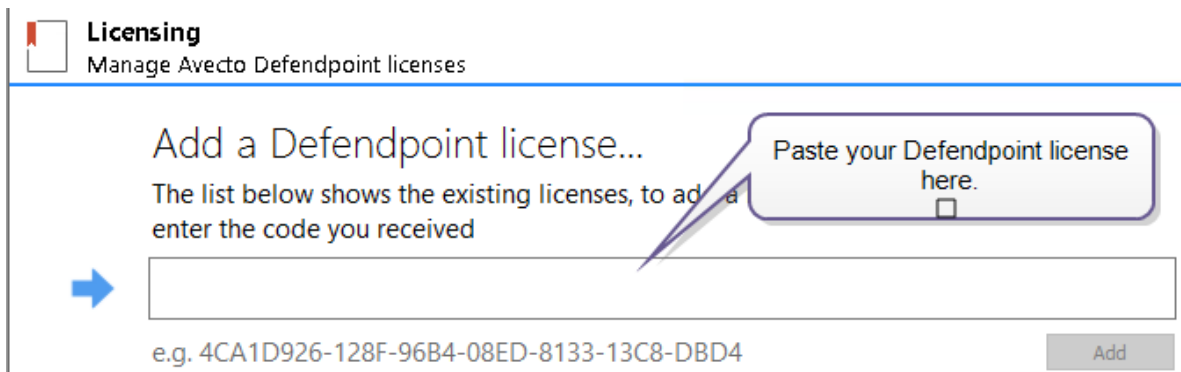 Licensing
Manage Avecto Defendpoint licenses
Add a Defendpoint license...
Paste your Defendpoint license
here.
The list below shows the existing licenses, to add a
enter the code you received
e.g. 4CA1D926-128F-96B4-08ED-8133-13C8-DBD4
Add